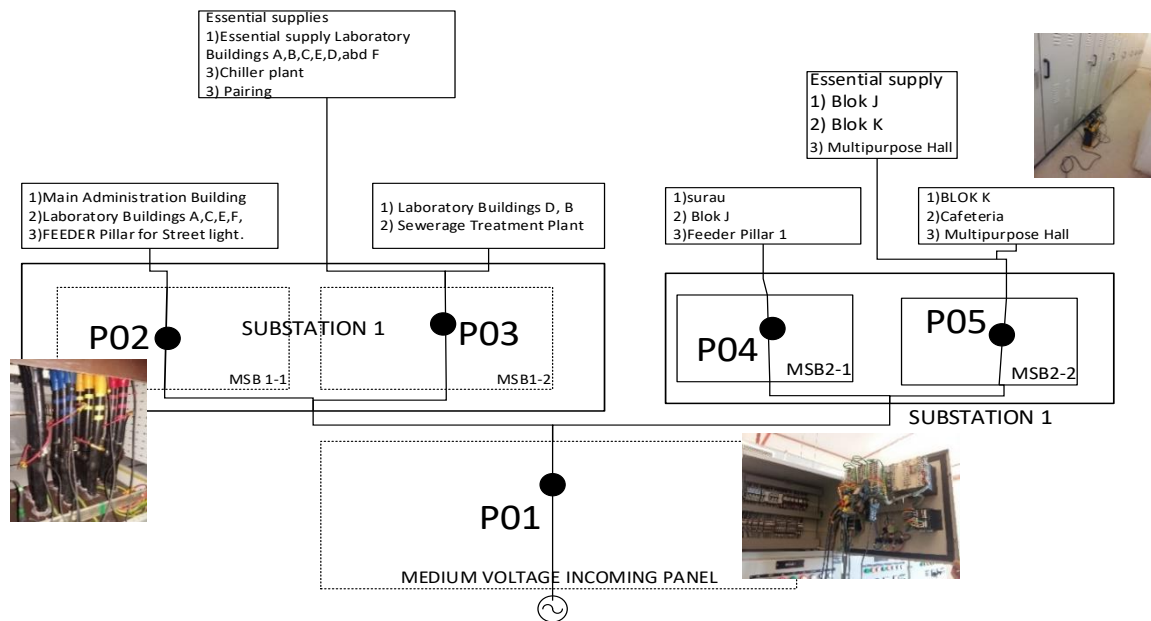 Essential supplies
1)Essential supply Laboratory
Buildings A,B,C,E,D,abd F
3)Chiller plant
3) Pairing
Essential supply
1) Blok J
2) Blok K
3) Multipurpose Hall
1)Main Administration Building
2)Laboratory Buildings A,C,E,F,
3)FEEDER Pillar for Street light.
1) Laboratory Buildings D, B
2) Sewerage Treatment Plant
1)surau
2) Blok J
3)Feeder Pillar 1
1)BLOK K
2)Cafeteria
3) Multipurpose Hall
P02
SUBSTATION 1
P03
MSB 1-1
MSB1-2
P04
MSB2-1
P05
MSB2-2
SUBSTATION 1
P01
MEDIUM VOLTAGE INCOMING PANEL